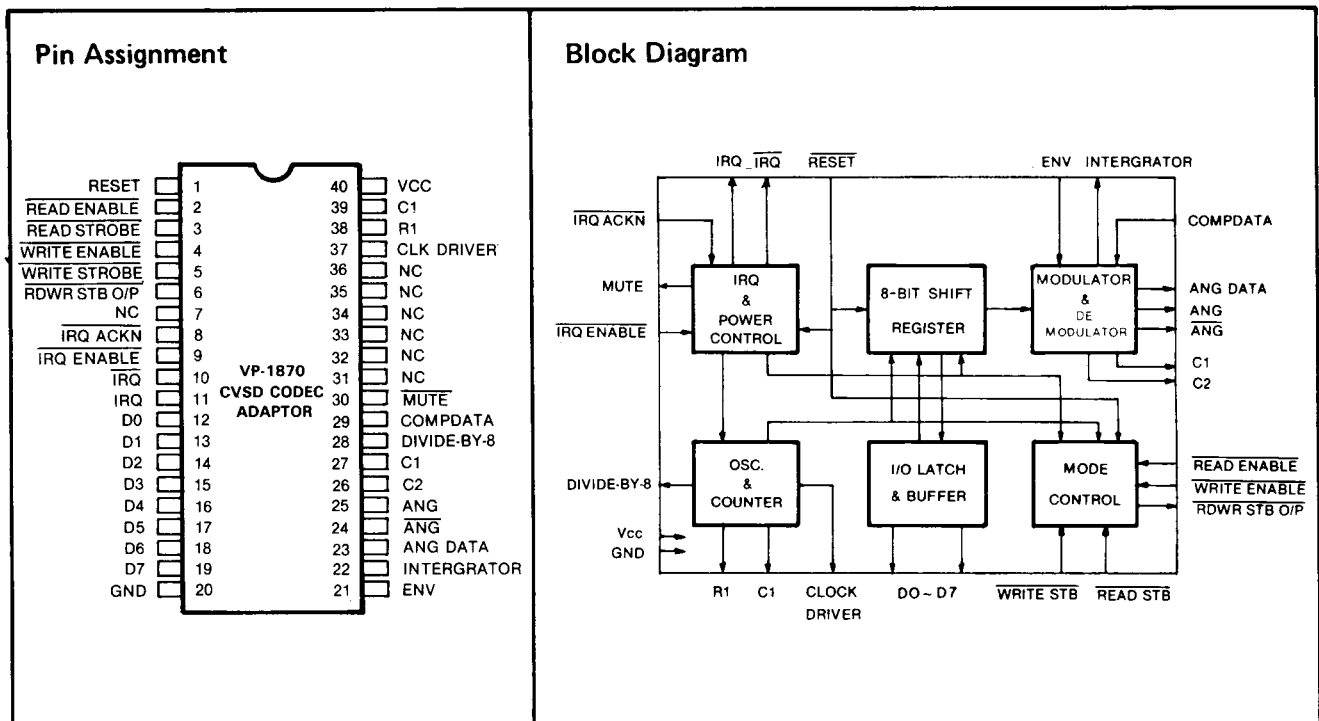 Pin Assignment
RESET 1
READ ENABLE 2
READ STROBE 3
WRITE ENABLE 4
WRITE STROBE 5
RDWR STB O/P 6
NC 7
IRQ ACKN 8
IRQ ENABLE 9
IRQ 10
IRQ 11
D0 12
D1 13
D2 14
D3 15
D4 16
D5 17
D6 18
D7 19
GND 20
VP-1870
CVSD CODEC
ADAPTOR
40 VCC
39 C1
38 R1
37 CLK DRIVER
36 NC
35 NC
34 NC
33 NC
32 NC
31 NC
30 MUTE
29 COMPDATA
28 DIVIDE-BY-8
27 C1
26 C2
25 ANG
24 ANG
23 ANG DATA
22 INTERGRATOR
21 ENV
Block Diagram
IRQ IRQ RESET ENV INTERGRATOR
IRQ ACKN
COMPDATA
MUTE
IRQ ENABLE
IRQ
&
POWER
CONTROL
8-BIT SHIFT
REGISTER
MODULATOR
&
DE
MODULATOR
ANG DATA
ANG
ANG
C1
C2
DIVIDE-BY-8
OSC.
&
COUNTER
I/O LATCH
& BUFFER
MODE
CONTROL
READ ENABLE
WRITE ENABLE
RDWR STB O/P
Vcc
GND
R1 C1 CLOCK
DRIVER
DO~D7 WRITE STB READ STB